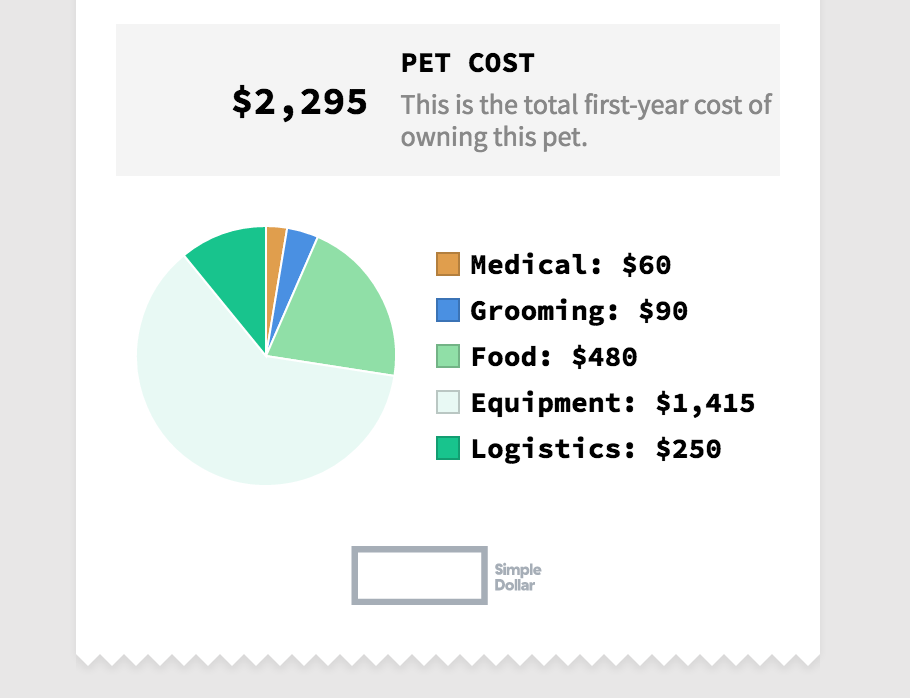 $2,295
PET COST
This is the total first-year cost of
owning this pet.
Medical: $60
Grooming: $90
Food: $480
Equipment: $1,415
Logistics: $250
Simple
Dollar